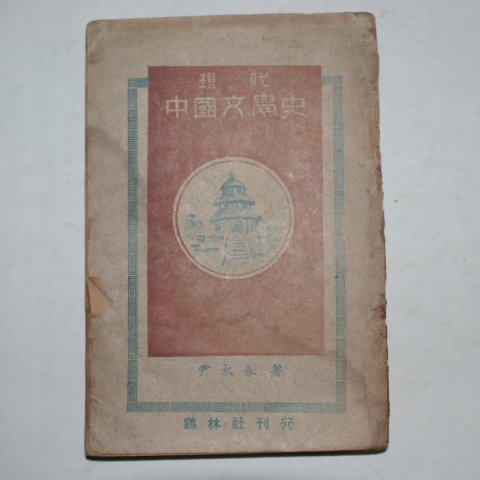 現代
中國文學史
尹永春 著
鷄林社刊行